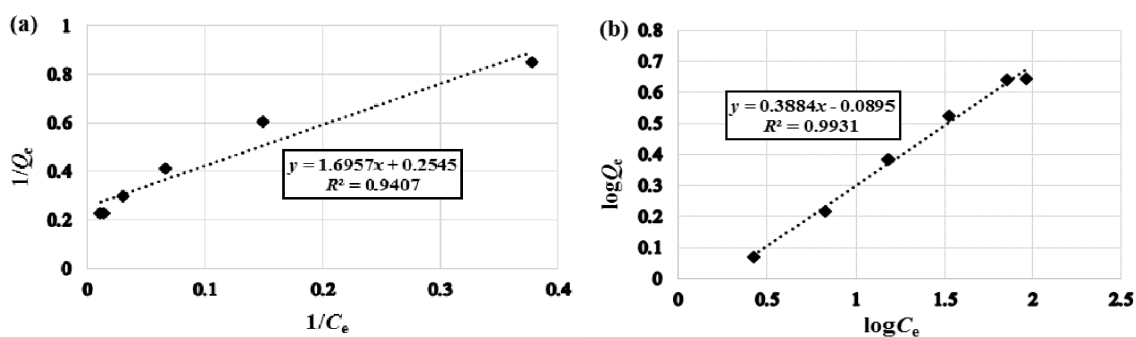 (a)
1
0.8
0.6
0.4
0.2
0
1/Qe
y = 1.6957x + 0.2545
R² = 0.9407
0
0.1
0.2
0.3
0.4
1/Ce
(b)
0.8
0.7
0.6
0.5
0.4
0.3
0.2
0.1
0
logQe
y = 0.3884x - 0.0895
R² = 0.9931
0
0.5
1
1.5
2
2.5
logCe